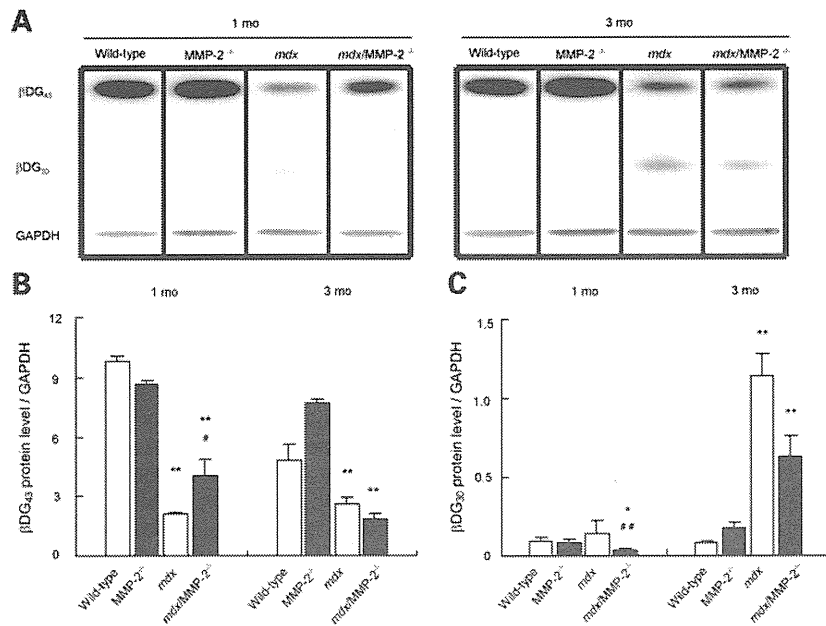 A
1 mo
3 mo
Wild-type MMP-2-/- mdx mdx/MMP-2-/-
Wild-type MMP-2-/- mdx mdx/MMP-2-/-
βDG43
βDG30
GAPDH
B
1 mo
3 mo
βDG43 protein level / GAPDH
12
9
6
3
0
**
**
#
**
**
Wild-type
MMP-2-/-
mdx
mdx/MMP-2-/-
Wild-type
MMP-2-/-
mdx
mdx/MMP-2-/-
C
1 mo
3 mo
βDG30 protein level / GAPDH
1.5
1.0
0.5
0
*
##
**
**
Wild-type
MMP-2-/-
mdx
mdx/MMP-2-/-
Wild-type
MMP-2-/-
mdx
mdx/MMP-2-/-